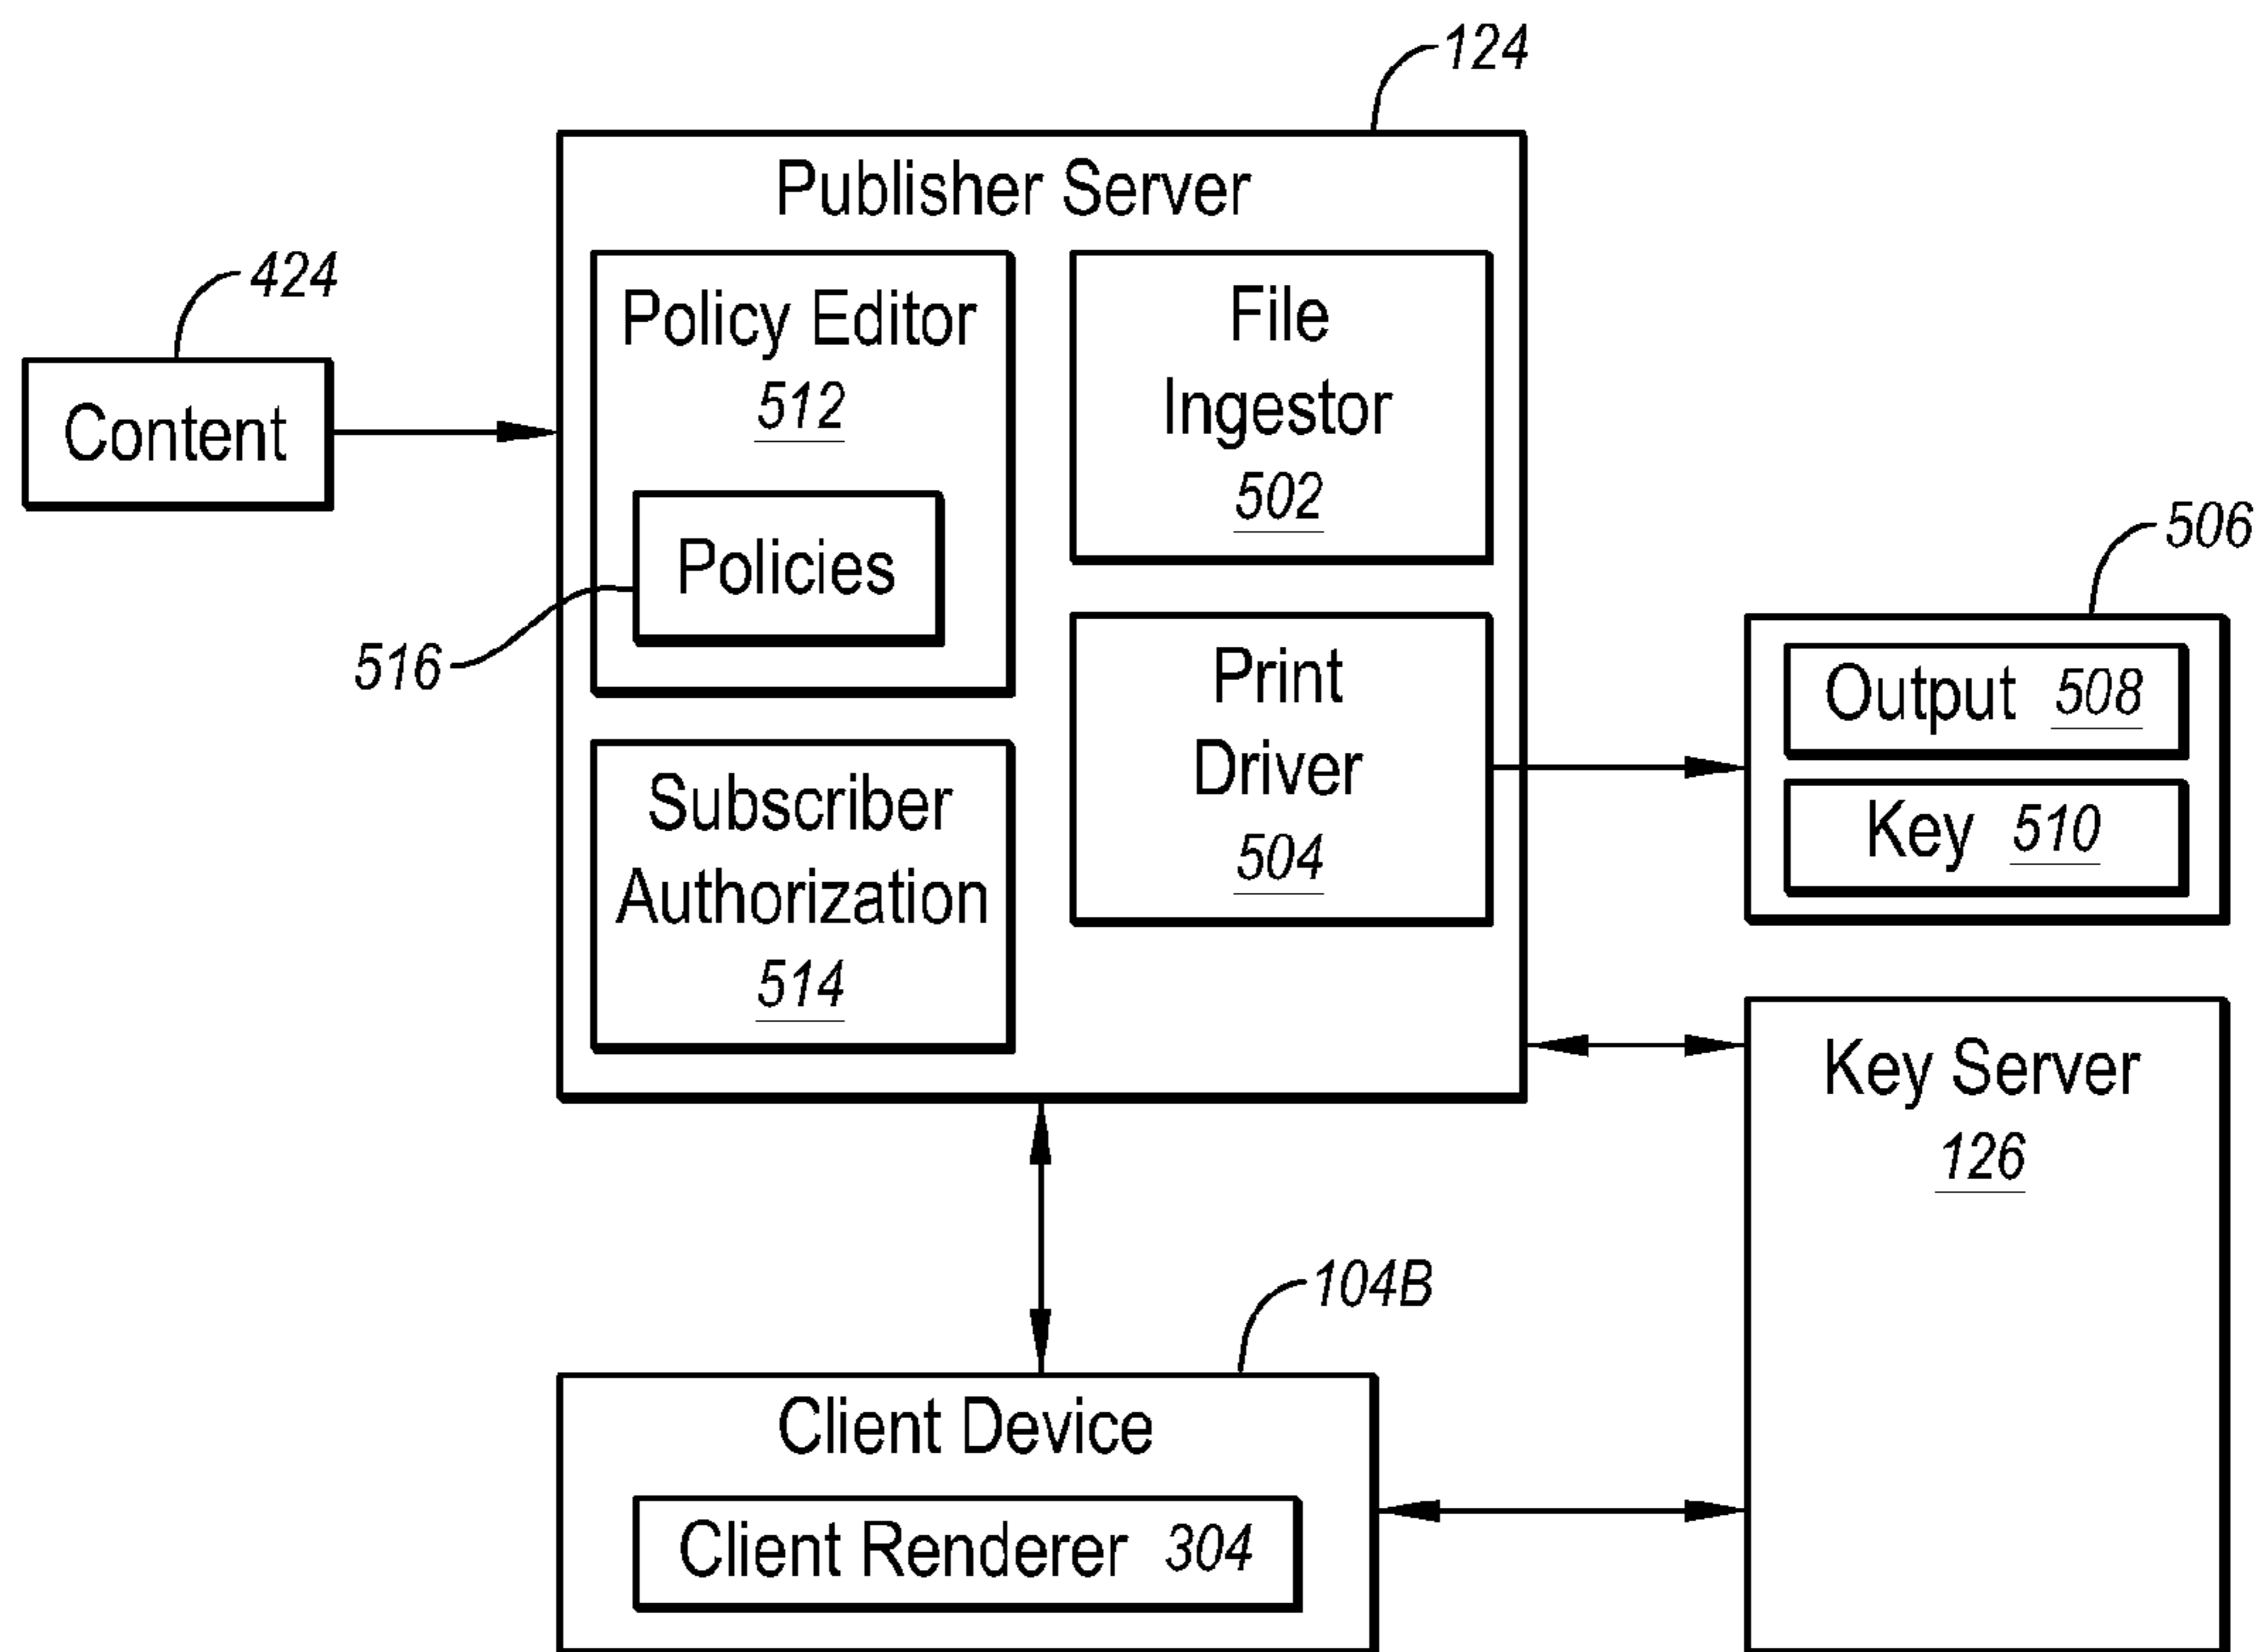 124
Publisher Server
424
Content
Policy Editor
512
Policies
516
File
Ingestor
502
Print
Driver
504
Subscriber
Authorization
514
506
Output 508
Key 510
Key Server
126
104B
Client Device
Client Renderer 304